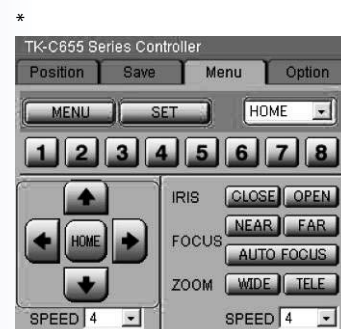 *
TK-C655 Series Controller
Position Save Menu Option
MENU SET HOME
1 2 3 4 5 6 7 8
IRIS CLOSE OPEN
HOME FOCUS NEAR FAR
AUTO FOCUS
ZOOM WIDE TELE
SPEED 4 SPEED 4